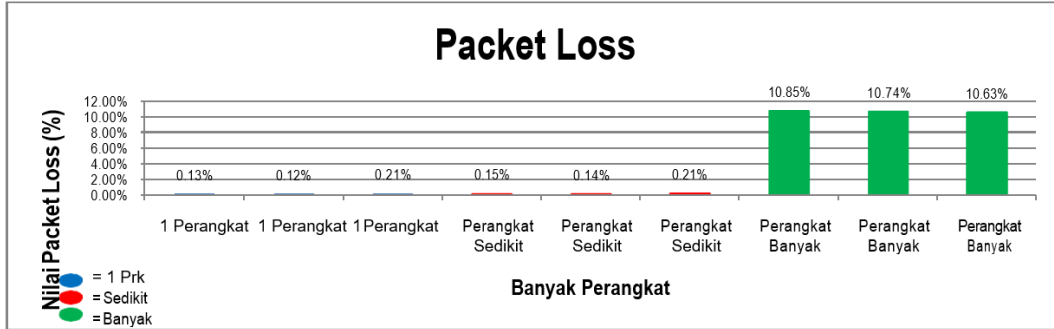 Packet Loss
Nilai Packet Loss (%)
12.00%
10.00%
8.00%
6.00%
4.00%
2.00%
0.00%
0.13%
0.12%
0.21%
0.15%
0.14%
0.21%
10.85%
10.74%
10.63%
1 Perangkat
1 Perangkat
1Perangkat
Perangkat
Sedikit
Perangkat
Sedikit
Perangkat
Sedikit
Perangkat
Banyak
Perangkat
Banyak
Perangkat
Banyak
Banyak Perangkat
= 1 Prk
=Sedikit
=Banyak